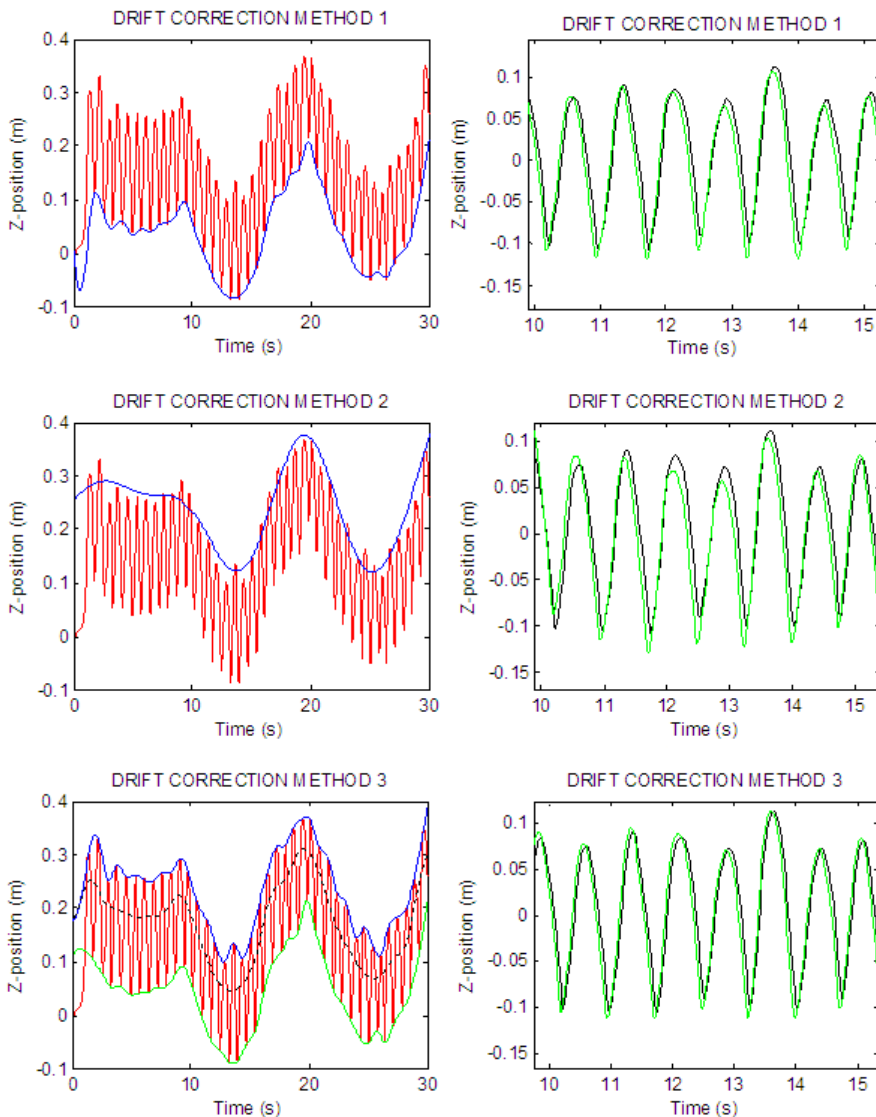 DRIFT CORRECTION METHOD 1
0.4
0.3
0.2
0.1
0
-0.1
Z-position (m)
0 10 20 30
Time (s)
DRIFT CORRECTION METHOD 1
0.1
0.05
0
-0.05
-0.1
-0.15
Z-position (m)
10 11 12 13 14 15
Time (s)
DRIFT CORRECTION METHOD 2
0.4
0.3
0.2
0.1
0
-0.1
Z-position (m)
0 10 20 30
Time (s)
DRIFT CORRECTION METHOD 2
0.1
0.05
0
-0.05
-0.1
-0.15
Z-position (m)
10 11 12 13 14 15
Time (s)
DRIFT CORRECTION METHOD 3
0.4
0.3
0.2
0.1
0
-0.1
Z-position (m)
0 10 20 30
Time (s)
DRIFT CORRECTION METHOD 3
0.1
0.05
0
-0.05
-0.1
-0.15
Z-position (m)
10 11 12 13 14 15
Time (s)